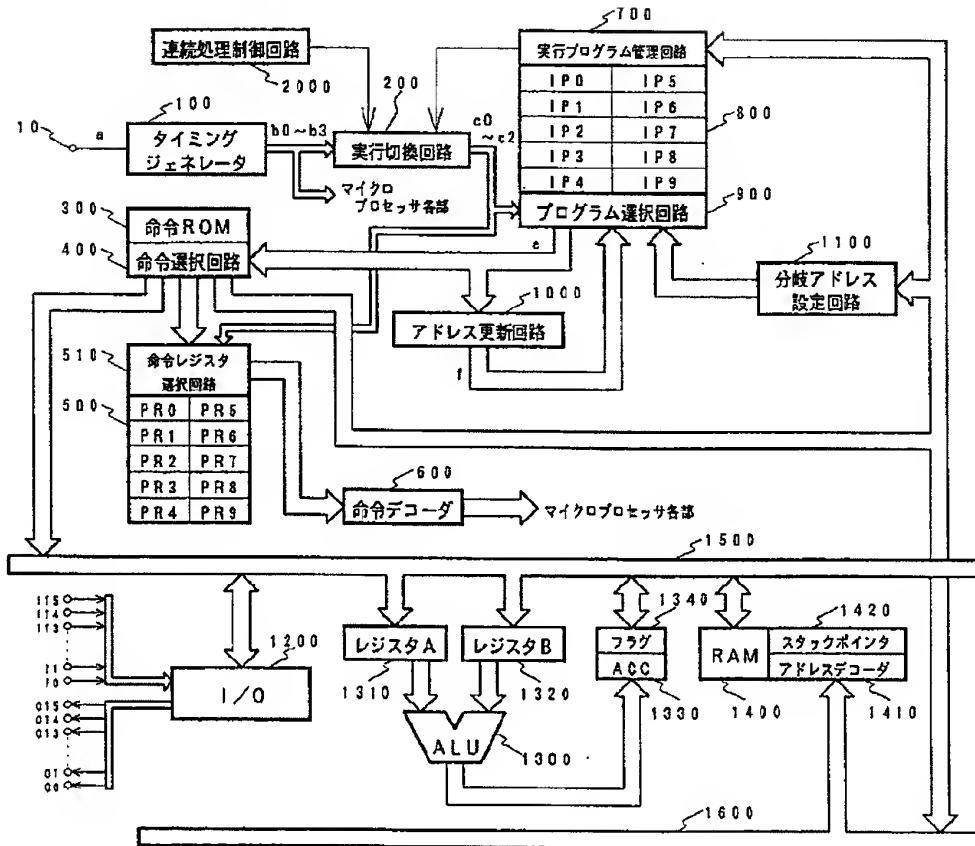 700
連続処理制御回路
実行プログラム管理回路
2000
200
IP0 IP5
IP1 IP6
IP2 IP7
IP3 IP8
IP4 IP9
800
100
10
a
タイミング
ジェネレータ
b0~b3
実行切換回路
c0
~c2
マイクロ
プロセッサ各部
プログラム選択回路
900
300
命令ROM
400
命令選択回路
e
1100
分岐アドレス
設定回路
1000
アドレス更新回路
f
510
命令レジスタ
選択回路
500
PR0 PR5
PR1 PR6
PR2 PR7
PR3 PR8
PR4 PR9
600
命令デコーダ
マイクロプロセッサ各部
1500
I15
I14
I13
I1
I0
1200
I/O
O15
O14
O13
O1
O0
レジスタA
1310
レジスタB
1320
1340
フラグ
ACC
1330
1420
RAM
スタックポインタ
アドレスデコーダ
1400
1410
ALU
1300
1600